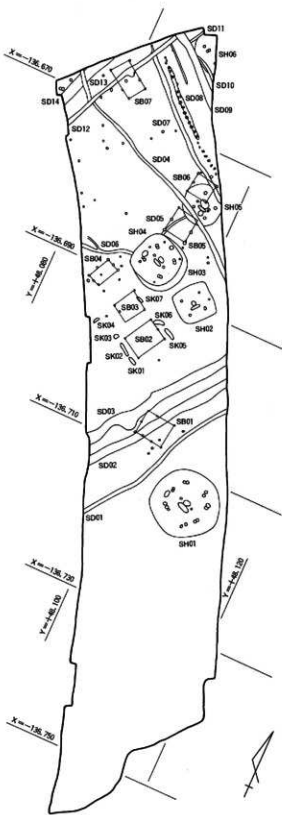 SD11
X=-136,670
SH06
SD13
SD14
SD10
SB07
SD08
SD09
SD12
SD07
SD04
SB06
SD05
SH05
X=-136,690
SH04
SD06
SB05
SB04
SH03
Y=+48,080
SK07
SB03
SH02
SK04
SK06
SK03
SB02
SK05
SK02
SK01
X=-136,710
SD03
SB01
SD02
SD01
SH01
X=-136,730
Y=+48,100
Y=+48,120
X=-136,750